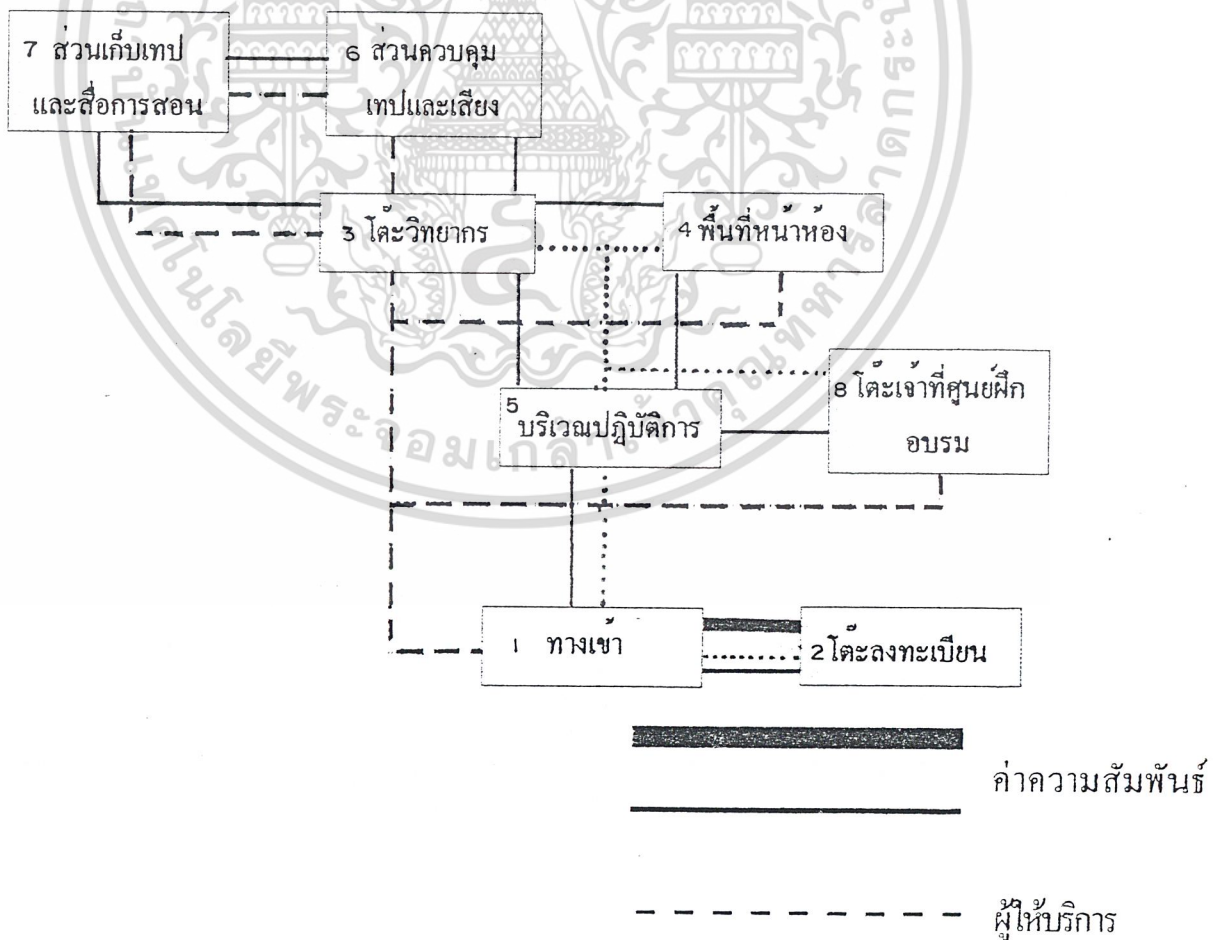 7 ส่วนเก็บเทป
และสื่อการสอน
6 ส่วนควบคุม
เทปและเสียง
3 โต๊ะวิทยากร
4 พื้นที่หน้าห้อง
8 โต๊ะเจ้าที่ศูนย์ฝึก
อบรม
5
บริเวณปฎิบัติการ
1 ทางเข้า
2 โต๊ะลงทะเบียน
ค่าความสัมพันธ์
ผู้ให้บริการ